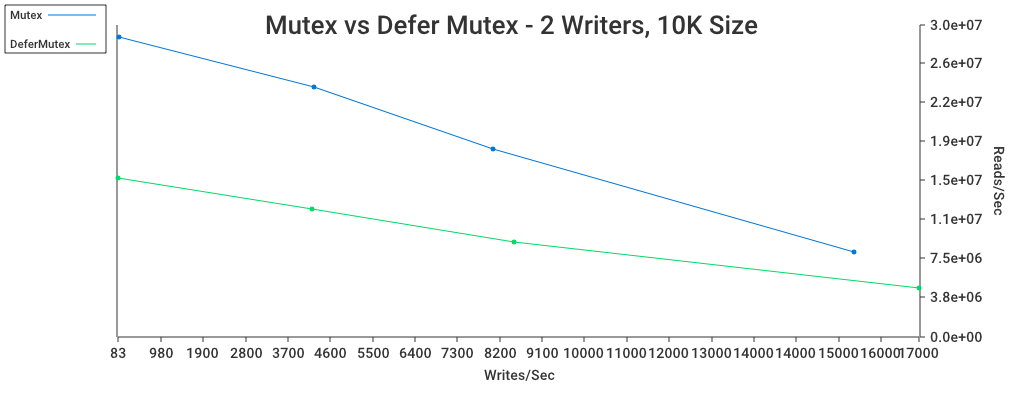 Mutex vs Defer Mutex - 2 Writers, 10K Size
Mutex
DeferMutex
3.0e+07
2.6e+07
2.2e+07
1.9e+07
1.5e+07
1.1e+07
7.5e+06
3.8e+06
0.0e+00
Reads/Sec
83 980 1900 2800 3700 4600 5500 6400 7300 8200 9100 10000 11000 12000 13000 14000 14000 15000 16000 17000
Writes/Sec